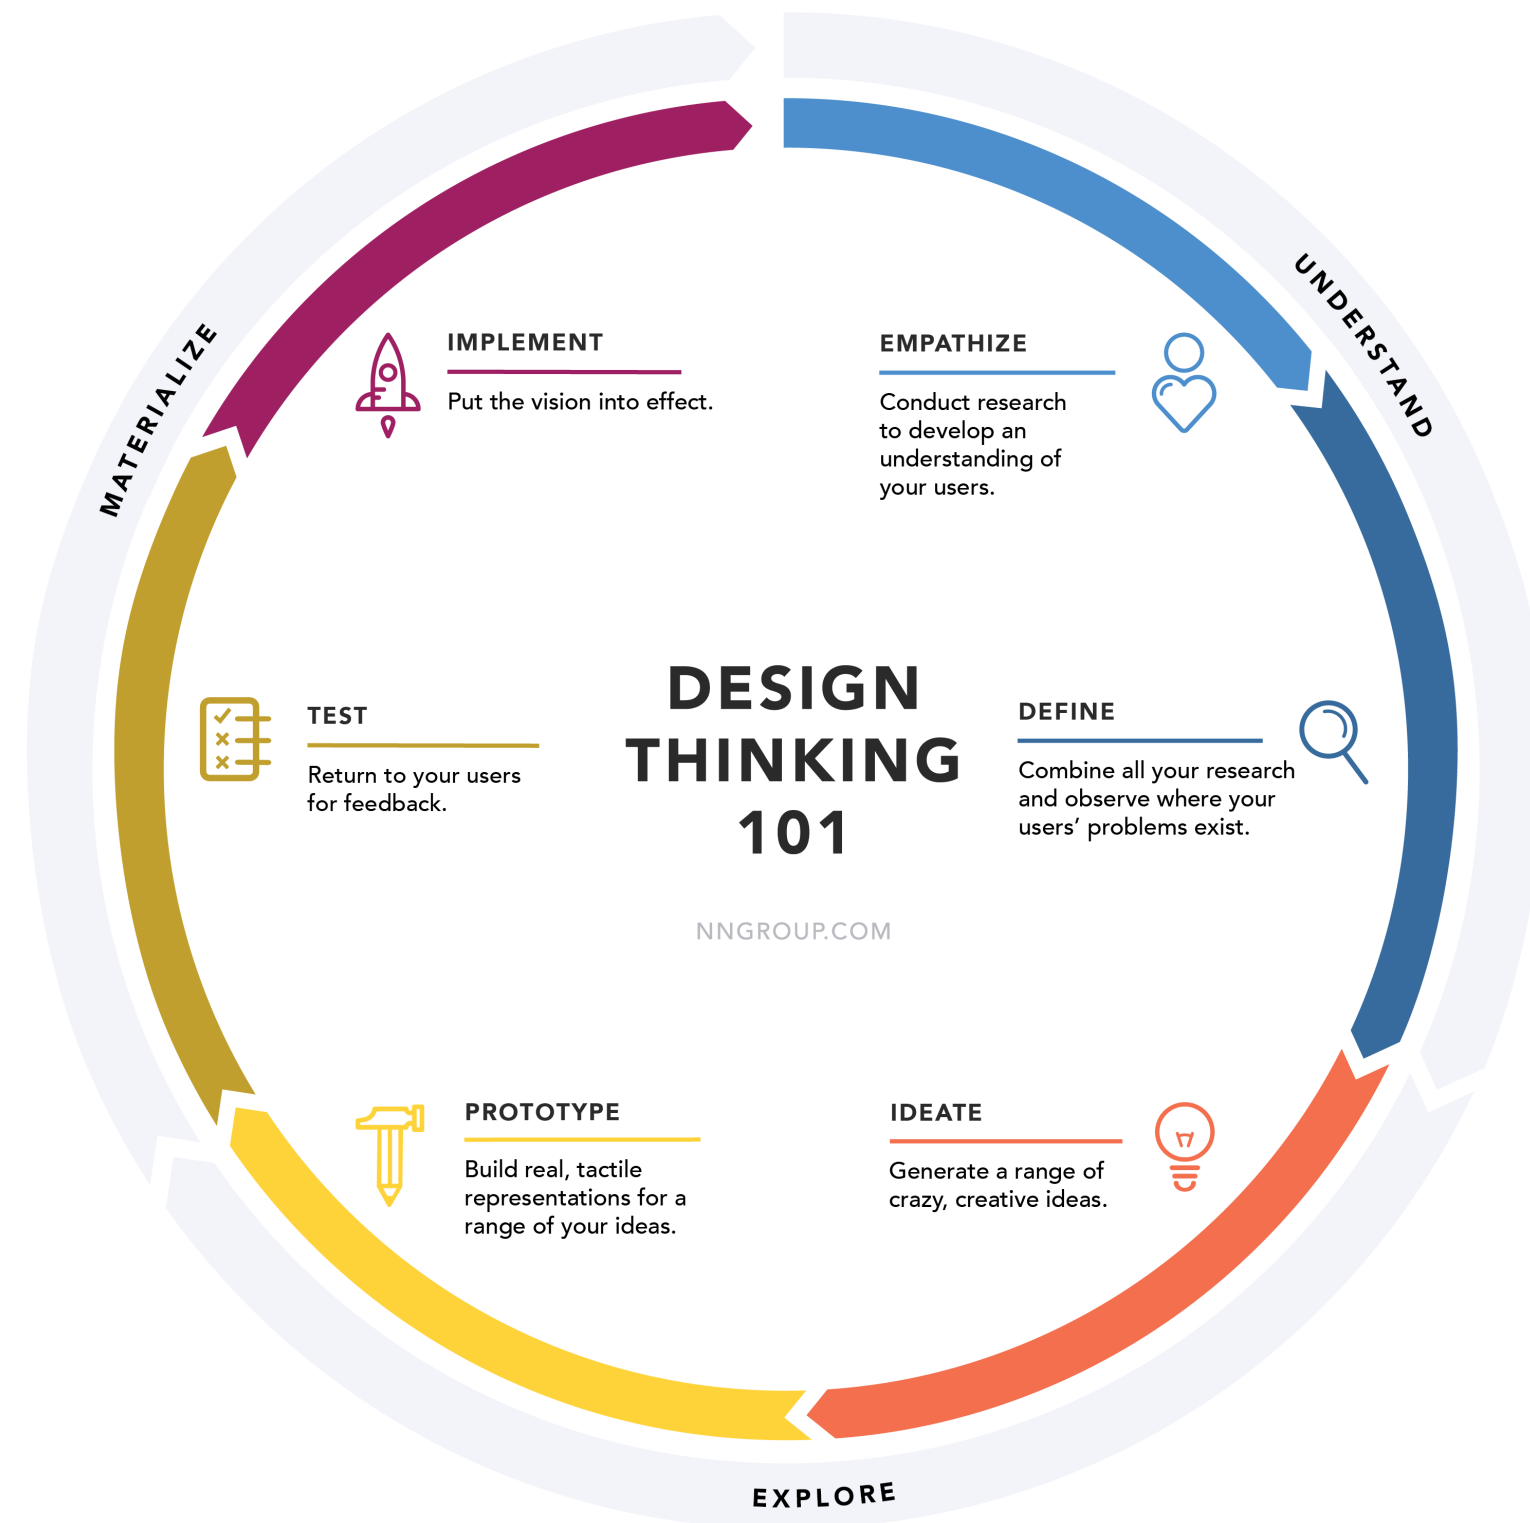 UNDERSTAND
EMPATHIZE
Conduct research
to develop an
understanding of
your users.
DEFINE
Combine all your research
and observe where your
users’ problems exist.
EXPLORE
IDEATE
Generate a range of
crazy, creative ideas.
PROTOTYPE
Build real, tactile
representations for a
range of your ideas.
MATERIALIZE
TEST
Return to your users
for feedback.
IMPLEMENT
Put the vision into effect.
DESIGN
THINKING
101
NNGROUP.COM